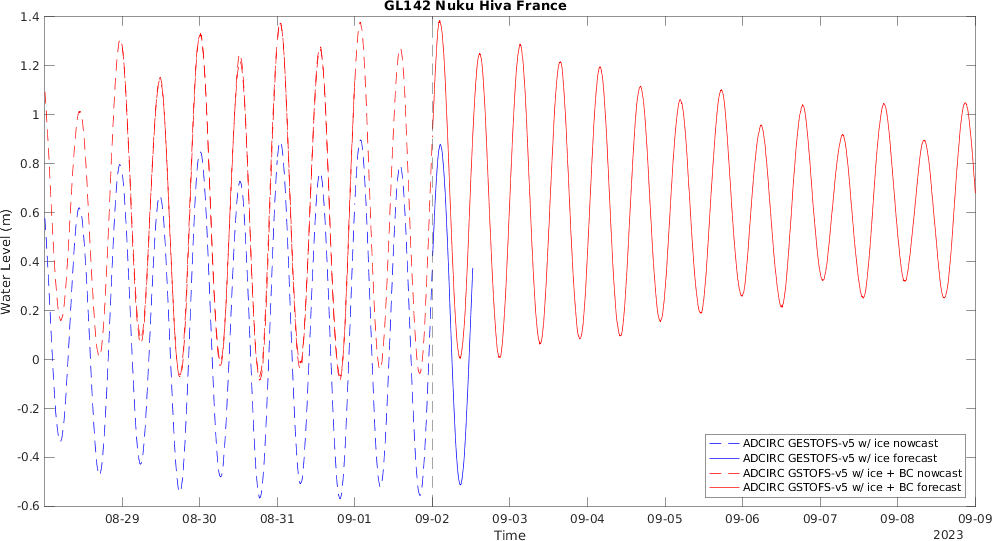 GL142 Nuku Hiva France
1.4
1.2
1
0.8
0.6
0.4
0.2
0
-0.2
-0.4
-0.6
Water Level (m)
ADCIRC GESTOFS-v5 w/ ice nowcast
ADCIRC GESTOFS-v5 w/ ice forecast
ADCIRC GSTOFS-v5 w/ ice + BC nowcast
ADCIRC GSTOFS-v5 w/ ice + BC forecast
08-29 08-30 08-31 09-01 09-02 09-03 09-04 09-05 09-06 09-07 09-08 09-09
Time
2023